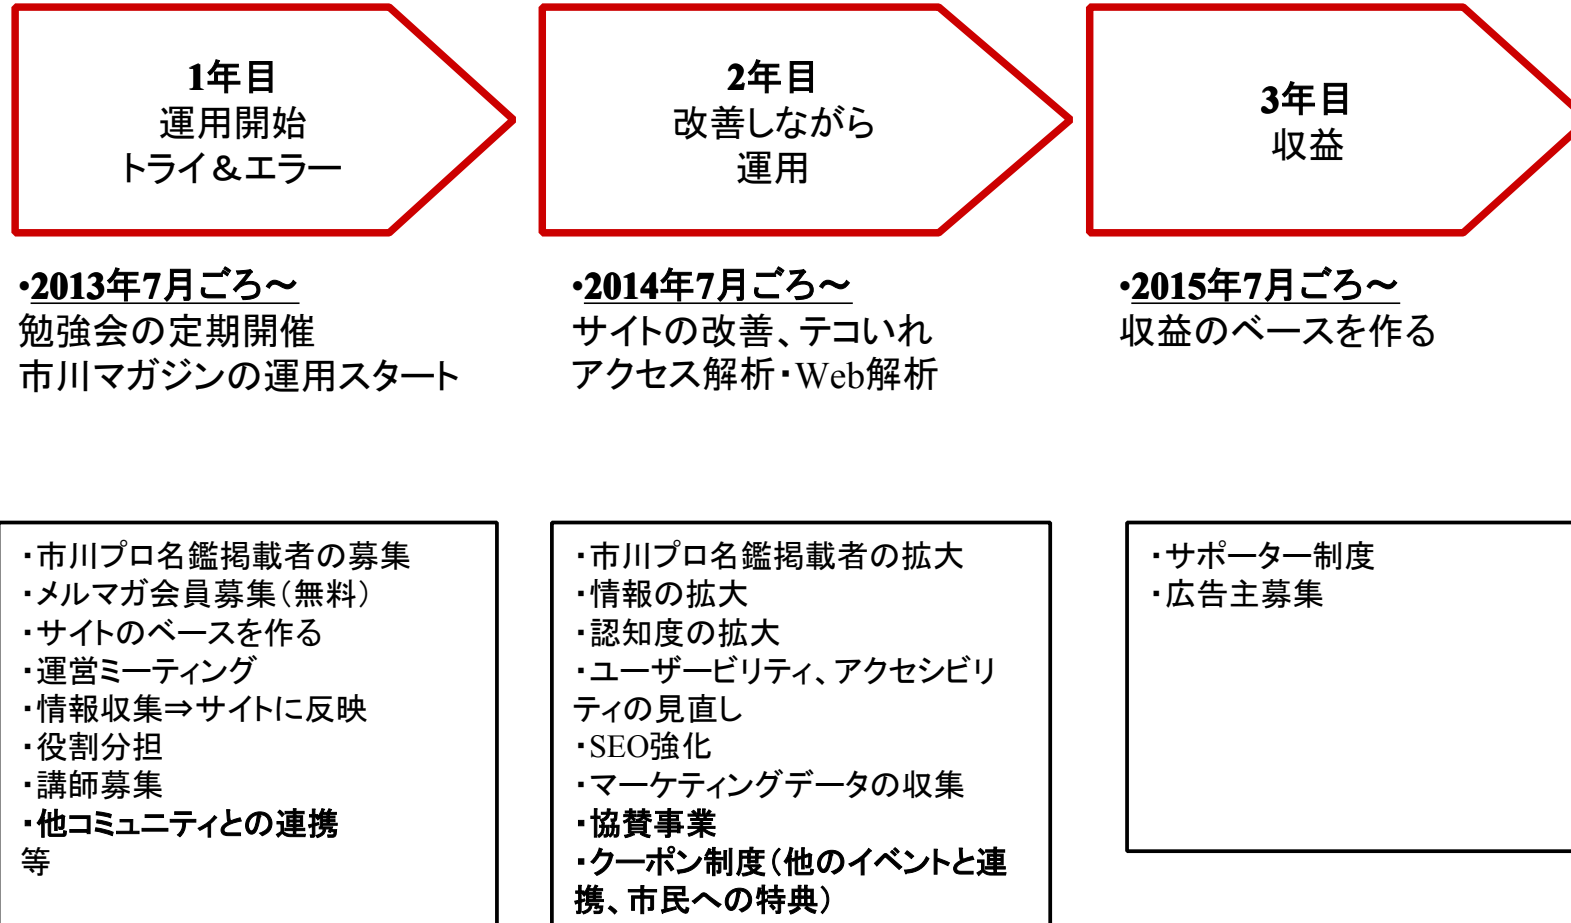 1年目
運用開始
トライ＆エラー
2年目
改善しながら
運用
3年目
収益
・2013年7月ごろ～
勉強会の定期開催
市川マガジンの運用スタート
・2014年7月ごろ～
サイトの改善、テコいれ
アクセス解析・Web解析
・2015年7月ごろ～
収益のベースを作る
・市川プロ名鑑掲載者の募集
・メルマガ会員募集（無料）
・サイトのベースを作る
・運営ミーティング
・情報収集⇒サイトに反映
・役割分担
・講師募集
・他コミュニティとの連携
等
・市川プロ名鑑掲載者の拡大
・情報の拡大
・認知度の拡大
・ユーザービリティ、アクセシビリ
ティの見直し
・SEO強化
・マーケティングデータの収集
・協賛事業
・クーポン制度（他のイベントと連
携、市民への特典）
・サポーター制度
・広告主募集